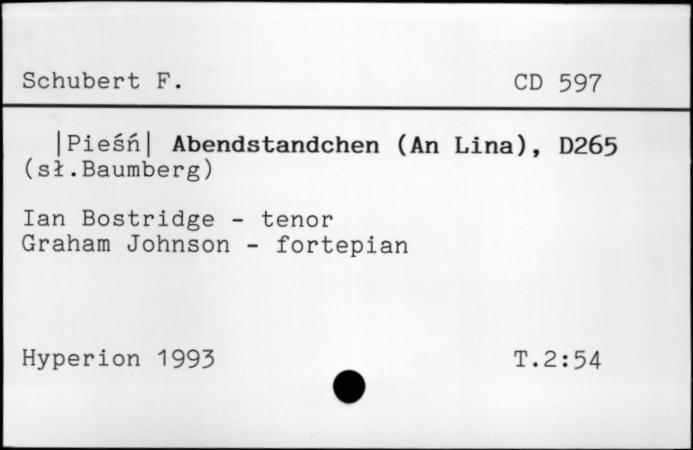 Schubert F. CD 597
|Pieśń| Abendstandchen (An Lina), D265
(sł.Baumberg)
Ian Bostridge - tenor
Graham Johnson - fortepian
Hyperion 1993 T.2:54